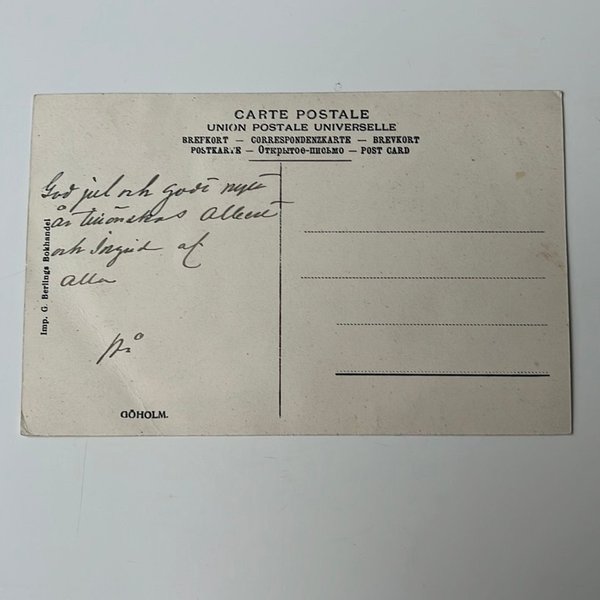 CARTE POSTALE
UNION POSTALE UNIVERSELLE
BREFKORT — CORRESPONDENZKARTE — BREVKORT
POSTKARTE — Открытое-письмо — POST CARD
God jul och godt nytt
år tillönskas Albert
och Ingrid af
alla
på
GÖHOLM.
Imp. G. Berlings Bokhandel